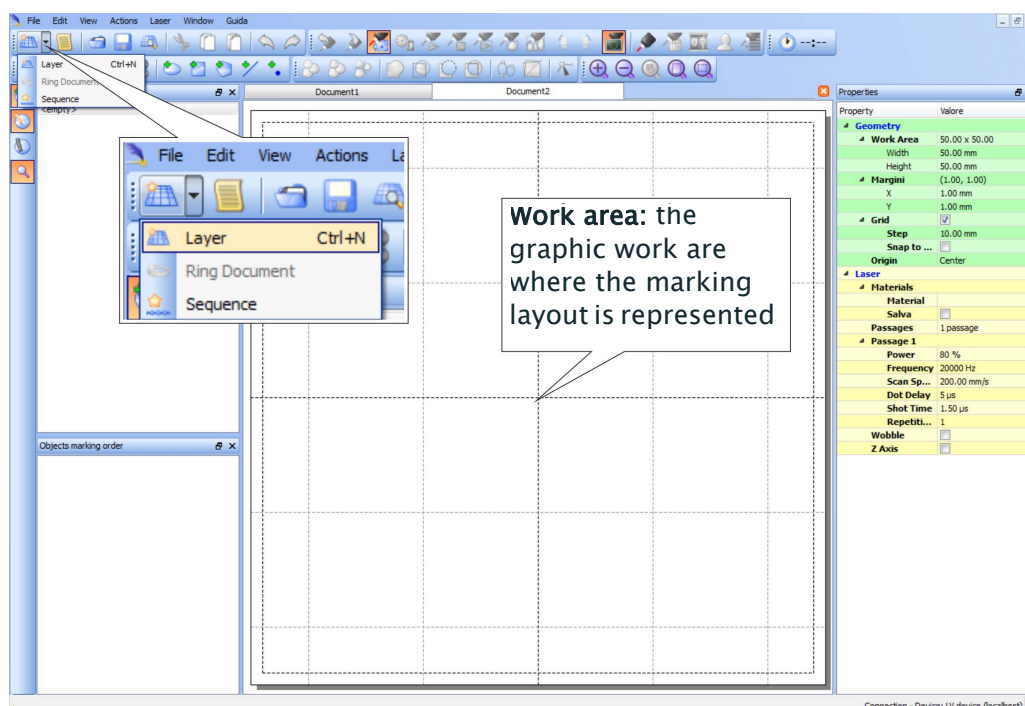 File Edit View Actions Laser Window Guida
--:--
Layer Ctrl+N
Ring Document
Sequence
<empty>
Document1 Document2
Properties
Property Valore
Geometry
Work Area 50.00 x 50.00
Width 50.00 mm
Height 50.00 mm
Margini (1.00, 1.00)
X 1.00 mm
Y 1.00 mm
Grid
Step 10.00 mm
Snap to ...
Origin Center
Laser
Materials
Material
Salva
Passages 1 passage
Passage 1
Power 80 %
Frequency 20000 Hz
Scan Sp... 200.00 mm/s
Dot Delay 5 µs
Shot Time 1.50 µs
Repetiti... 1
Wobble
Z Axis
File Edit View Actions
Layer Ctrl+N
Ring Document
Sequence
Work area: the
graphic work are
where the marking
layout is represented
Objects marking order
Connection - Device: LV device (localhost)